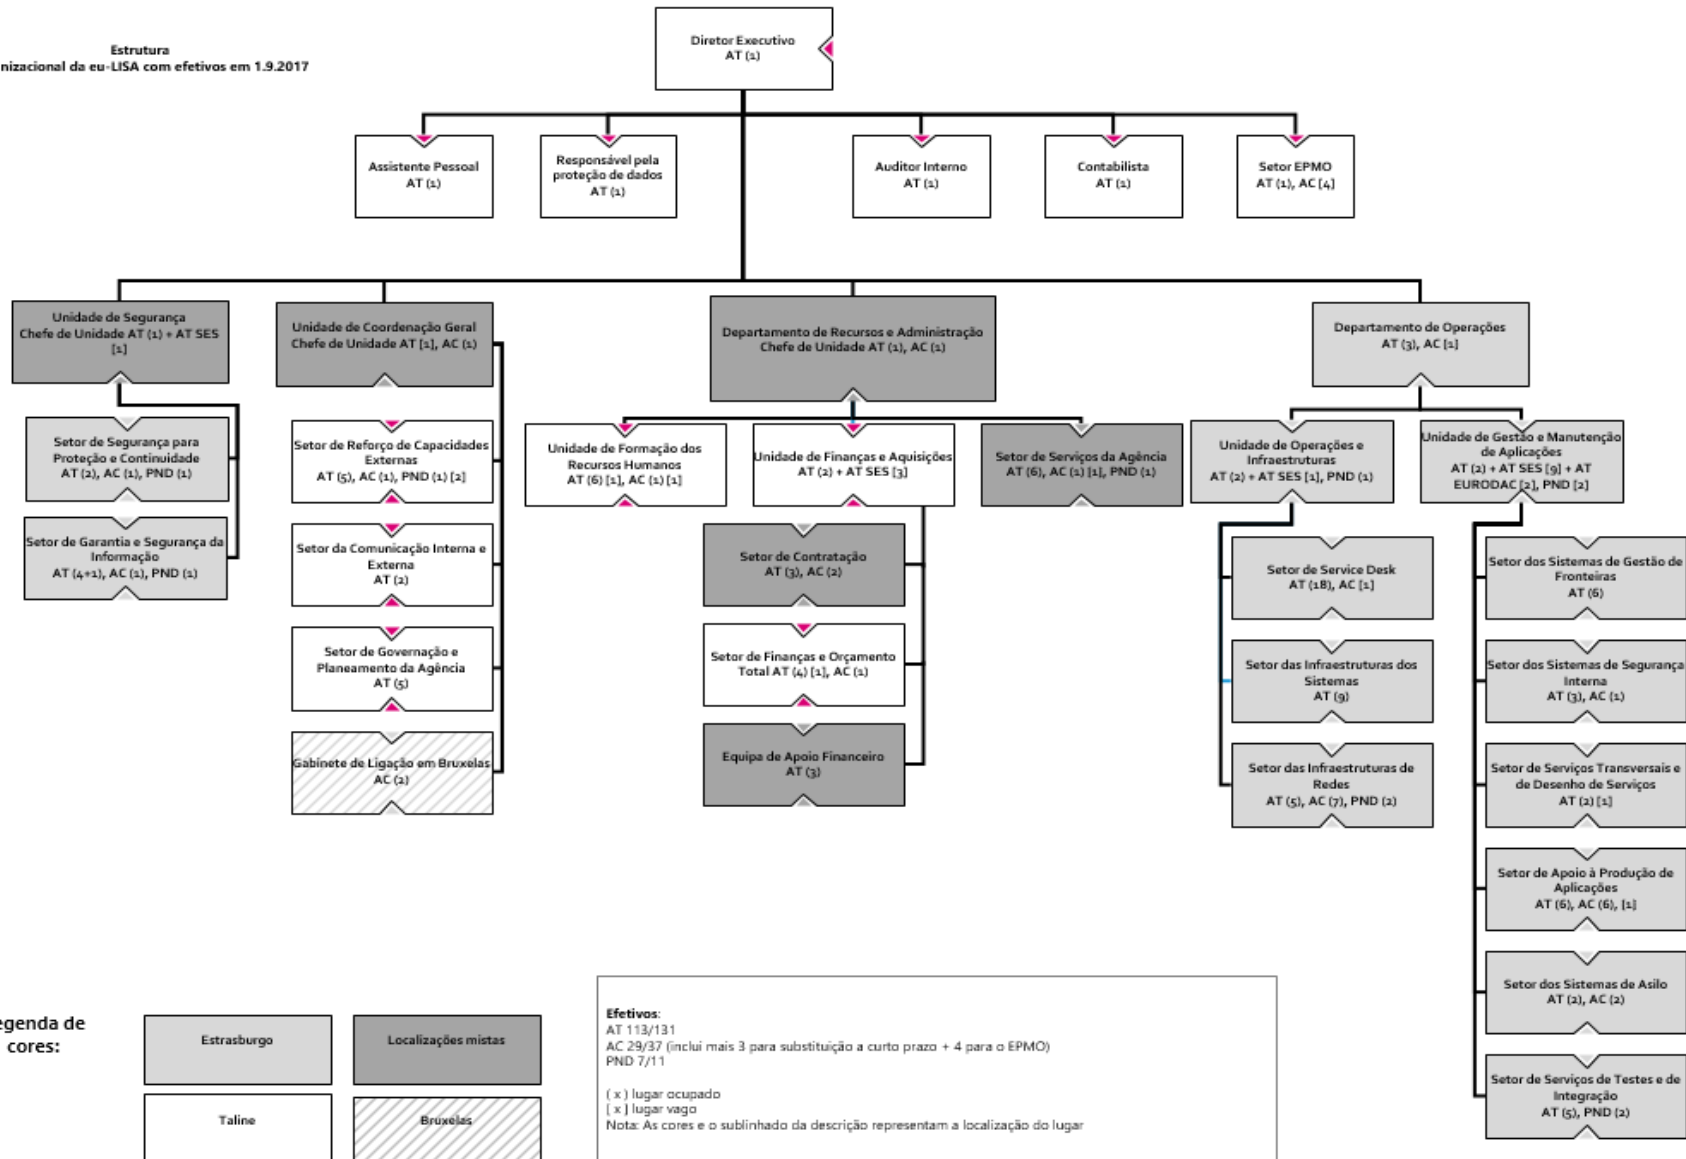 Estrutura
nizacional da eu-LISA com efetivos em 1.9.2017
Diretor Executivo
AT (1)
Assistente Pessoal
AT (1)
Responsável pela
proteção de dados
AT (1)
Auditor Interno
AT (1)
Contabilista
AT (1)
Setor EPMO
AT (1), AC [4]
Unidade de Segurança
Chefe de Unidade AT (1) + AT SES
[1]
Unidade de Coordenação Geral
Chefe de Unidade AT [1], AC (1)
Departamento de Recursos e Administração
Chefe de Unidade AT (1), AC (1)
Departamento de Operações
AT (3), AC [1]
Setor de Segurança para
Proteção e Continuidade
AT (2), AC (1), PND (1)
Setor de Garantia e Segurança da
Informação
AT (4+1), AC (1), PND (1)
Setor de Reforço de Capacidades
Externas
AT (5), AC (1), PND (1) [2]
Setor da Comunicação Interna e
Externa
AT (2)
Setor de Governação e
Planeamento da Agência
AT (5)
Gabinete de Ligação em Bruxelas
AC (2)
Unidade de Formação dos
Recursos Humanos
AT (6) [1], AC (1) [1]
Unidade de Finanças e Aquisições
AT (2) + AT SES [3]
Setor de Serviços da Agência
AT (6), AC (1) [1], PND (1)
Setor de Contratação
AT (3), AC (2)
Setor de Finanças e Orçamento
Total AT (4) [1], AC (1)
Equipa de Apoio Financeiro
AT (3)
Unidade de Operações e
Infraestruturas
AT (2) + AT SES [1], PND (1)
Unidade de Gestão e Manutenção
de Aplicações
AT (2) + AT SES [9] + AT
EURODAC [2], PND [2]
Setor de Service Desk
AT (18), AC [1]
Setor das Infraestruturas dos
Sistemas
AT (9)
Setor das Infraestruturas de
Redes
AT (5), AC (7), PND (2)
Setor dos Sistemas de Gestão de
Fronteiras
AT (6)
Setor dos Sistemas de Segurança
Interna
AT (3), AC (1)
Setor de Serviços Transversais e
de Desenho de Serviços
AT (2) [1]
Setor de Apoio à Produção de
Aplicações
AT (6), AC (6), [1]
Setor dos Sistemas de Asilo
AT (2), AC (2)
Setor de Serviços de Testes e de
Integração
AT (5), PND (2)
egenda de
cores:
Estrasburgo
Localizações mistas
Taline
Bruxelas
Efetivos:
AT 113/131
AC 29/37 (inclui mais 3 para substituição a curto prazo + 4 para o EPMO)
PND 7/11
( x ) lugar ocupado
[ x ] lugar vago
Nota: As cores e o sublinhado da descrição representam a localização do lugar